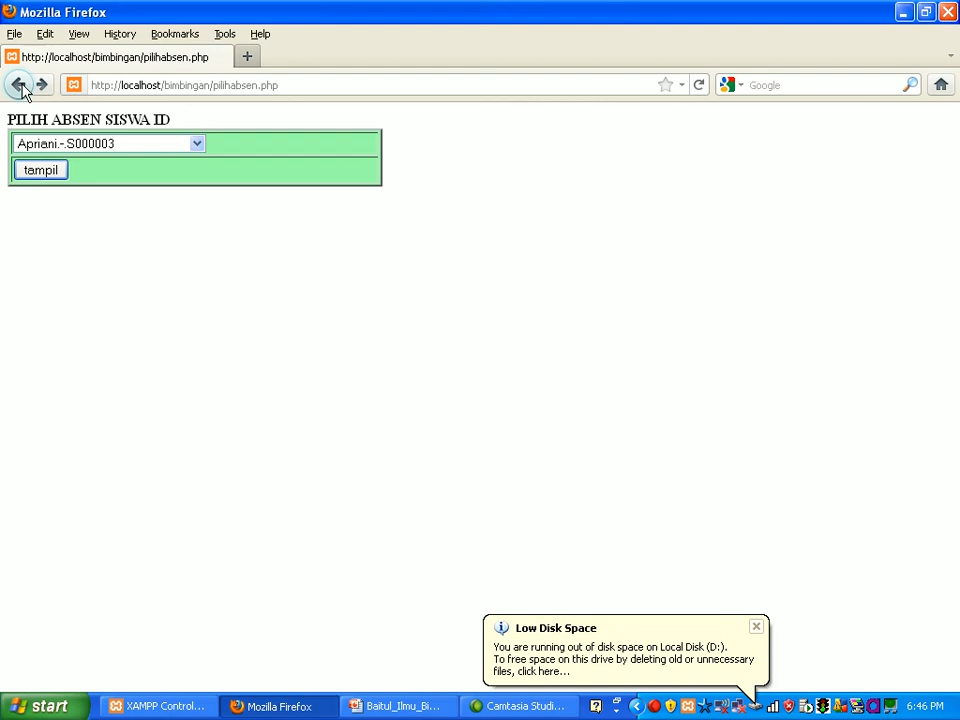 Mozilla Firefox
File Edit View History Bookmarks Tools Help
http://localhost/bimbingan/pilihabsen.php
http://localhost/bimbingan/pilihabsen.php
Google
PILIH ABSEN SISWA ID
Apriani.-.S000003
tampil
Low Disk Space
You are running out of disk space on Local Disk (D:).
To free space on this drive by deleting old or unnecessary
files, click here...
start
XAMPP Control...
Mozilla Firefox
Baitul_Ilmu_Bi...
Camtasia Studi...
6:46 PM